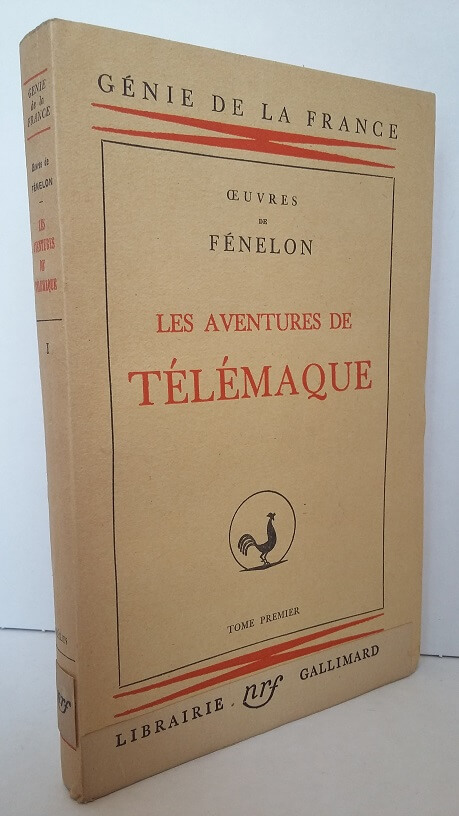 GÉNIE DE LA FRANCE
ŒUVRES
DE
FÉNELON
LES AVENTURES DE
TÉLÉMAQUE
TOME PREMIER
LIBRAIRIE nrf GALLIMARD
GÉNIE
de la
FRANCE
Œuvres de
FÉNELON
LES
AVENTURES
DE
TÉLÉMAQUE
I
nrf